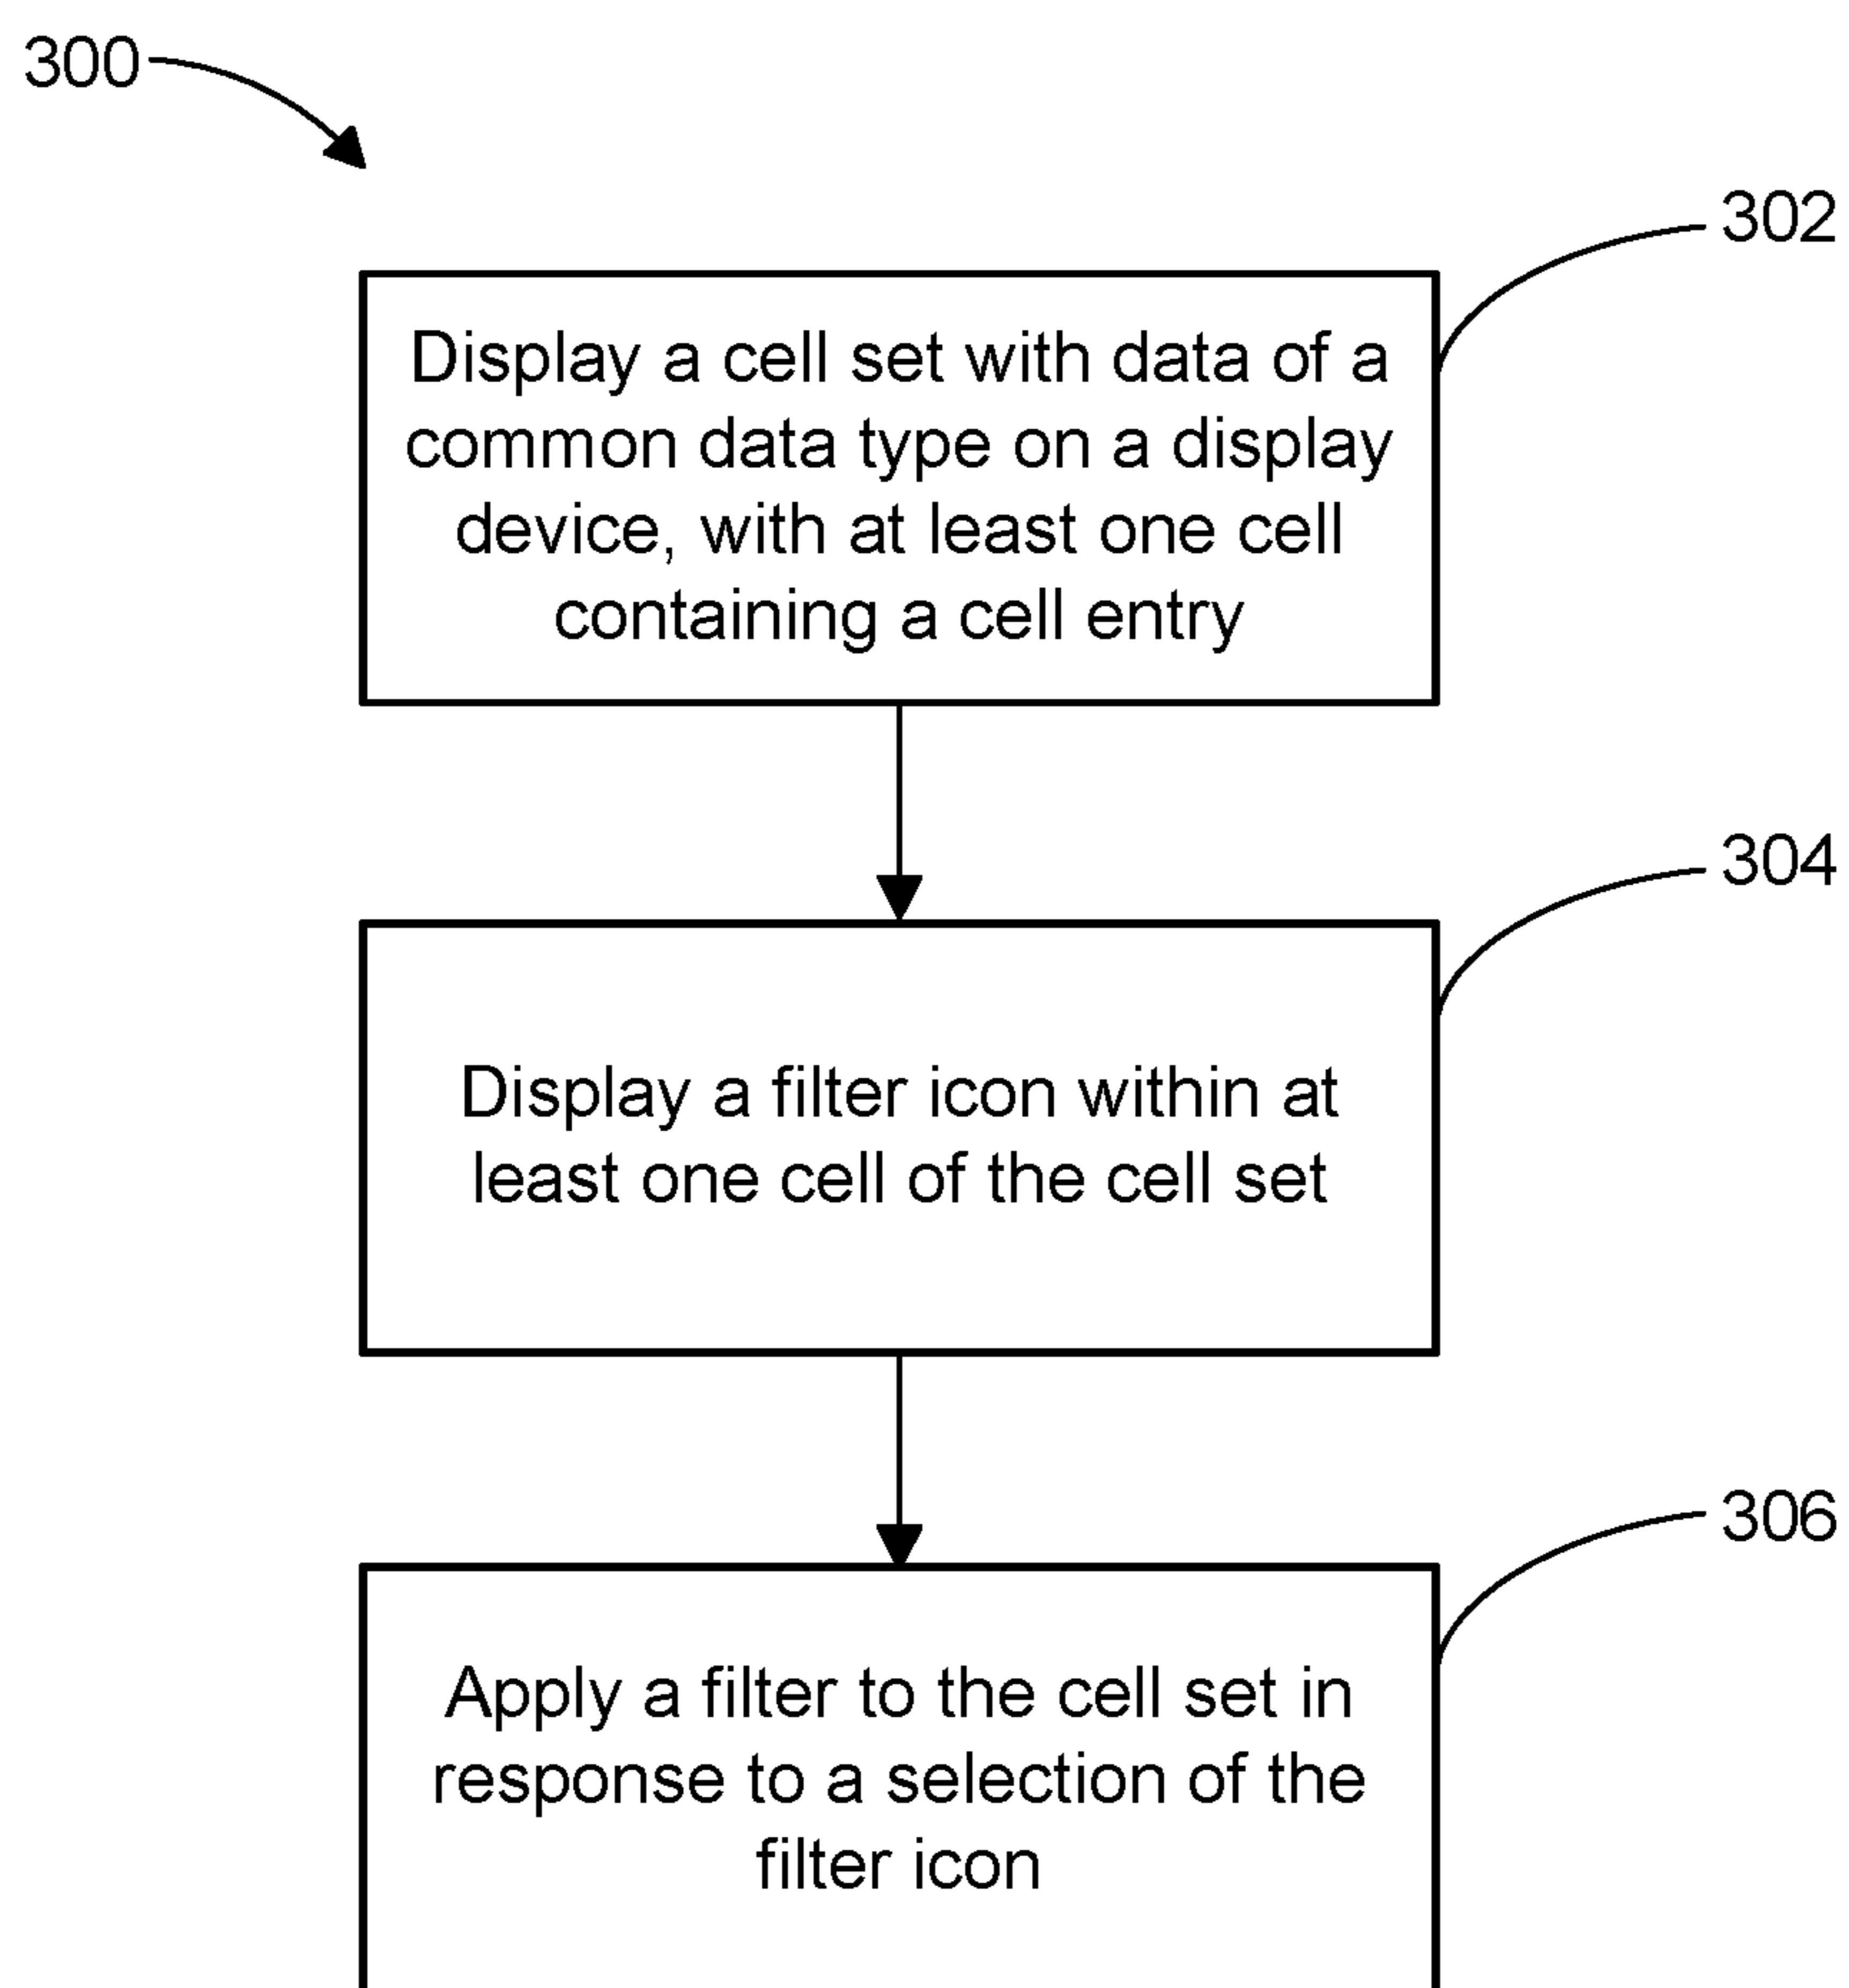 300
302
Display a cell set with data of a
common data type on a display
device, with at least one cell
containing a cell entry
304
Display a filter icon within at
least one cell of the cell set
306
Apply a filter to the cell set in
response to a selection of the
filter icon